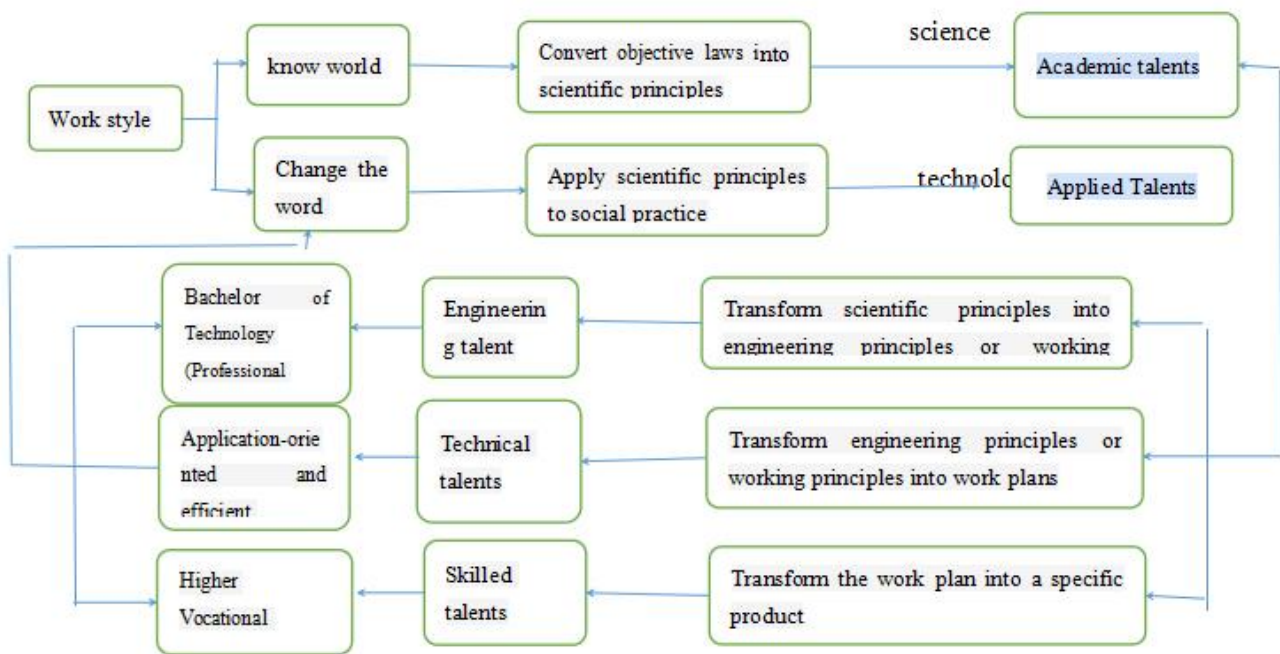 science
know world
Convert objective laws into
scientific principles
Academic talents
Work style
Change the
word
Apply scientific principles
to social practice
technolo
Applied Talents
Bachelor of
Technology
(Professional
Engineerin
g talent
Transform scientific principles into
engineering principles or working
Application-orie
nted and
efficient
Technical
talents
Transform engineering principles or
working principles into work plans
Higher
Vocational
Skilled
talents
Transform the work plan into a specific
product